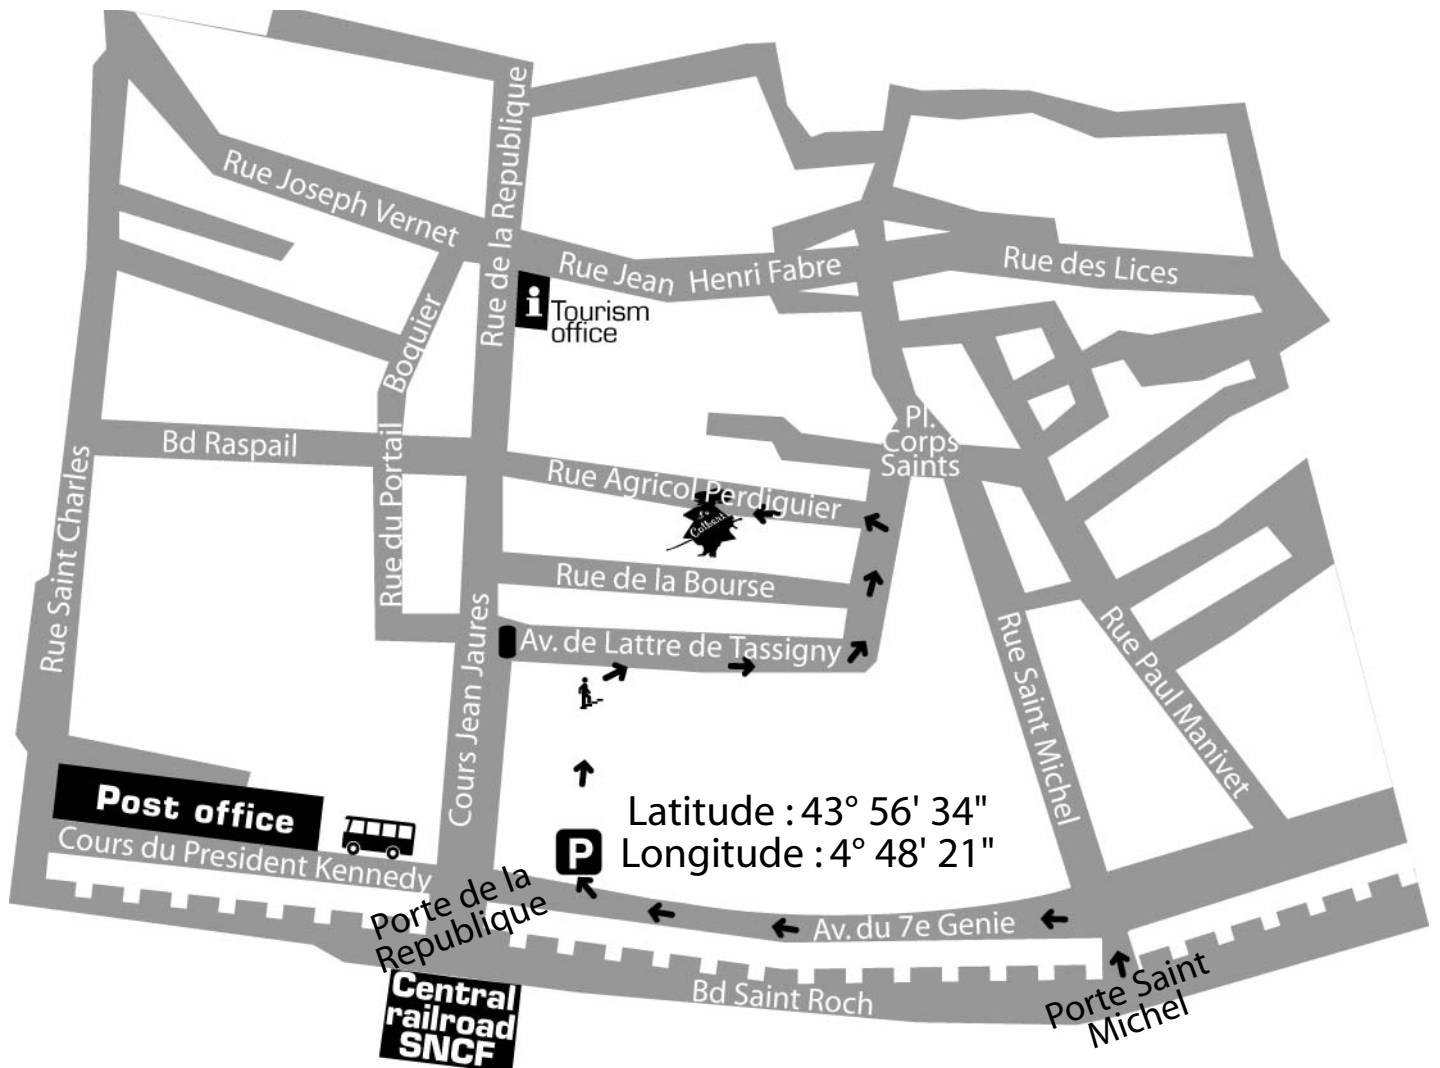 Rue de la Republique
Rue Joseph Vernet
Rue Jean Henri Fabre
Rue des Lices
i
Tourism
office
Boquier
Rue du Portail
Bd Raspail
Rue Saint Charles
Pl.
Corps
Saints
Rue Agricol Perdiguier
Le
Colbert
Rue de la Bourse
Av. de Lattre de Tassigny
Cours Jean Jaures
Rue Saint Michel
Rue Paul Manivet
Post office
Cours du President Kennedy
P
Latitude : 43° 56' 34"
Longitude : 4° 48' 21"
Porte de la
Republique
Av. du 7e Genie
Bd Saint Roch
Porte Saint
Michel
Central
railroad
SNCF